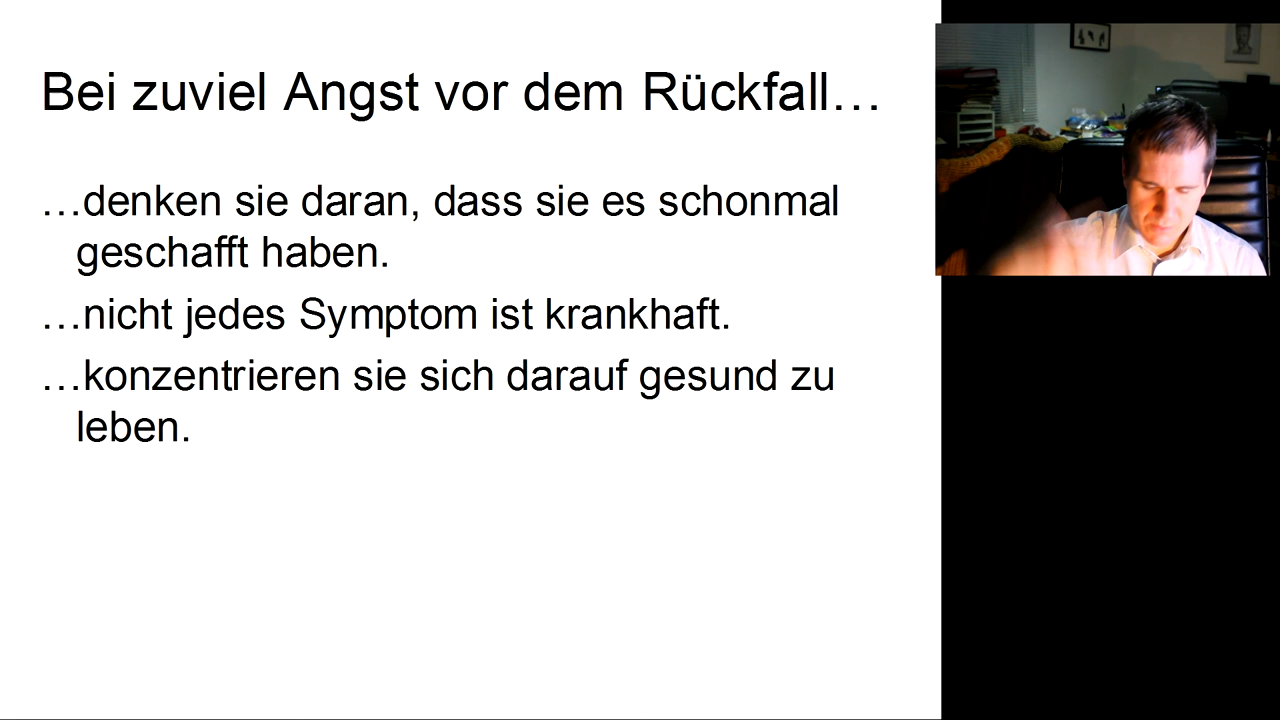 Bei zuviel Angst vor dem Rückfall…
…denken sie daran, dass sie es schonmal
geschafft haben.
…nicht jedes Symptom ist krankhaft.
…konzentrieren sie sich darauf gesund zu
leben.